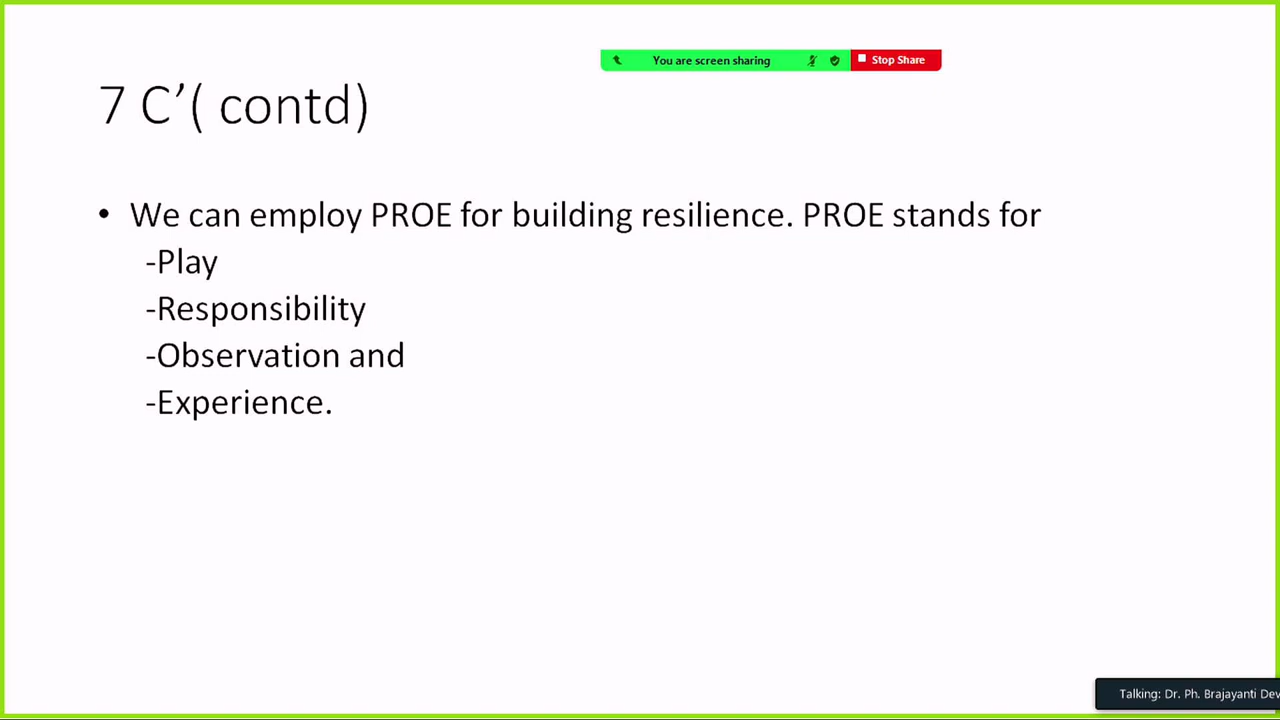 You are screen sharing
Stop Share
7 C’( contd)
• We can employ PROE for building resilience. PROE stands for
-Play
-Responsibility
-Observation and
-Experience.
Talking: Dr. Ph. Brajayanti Dev